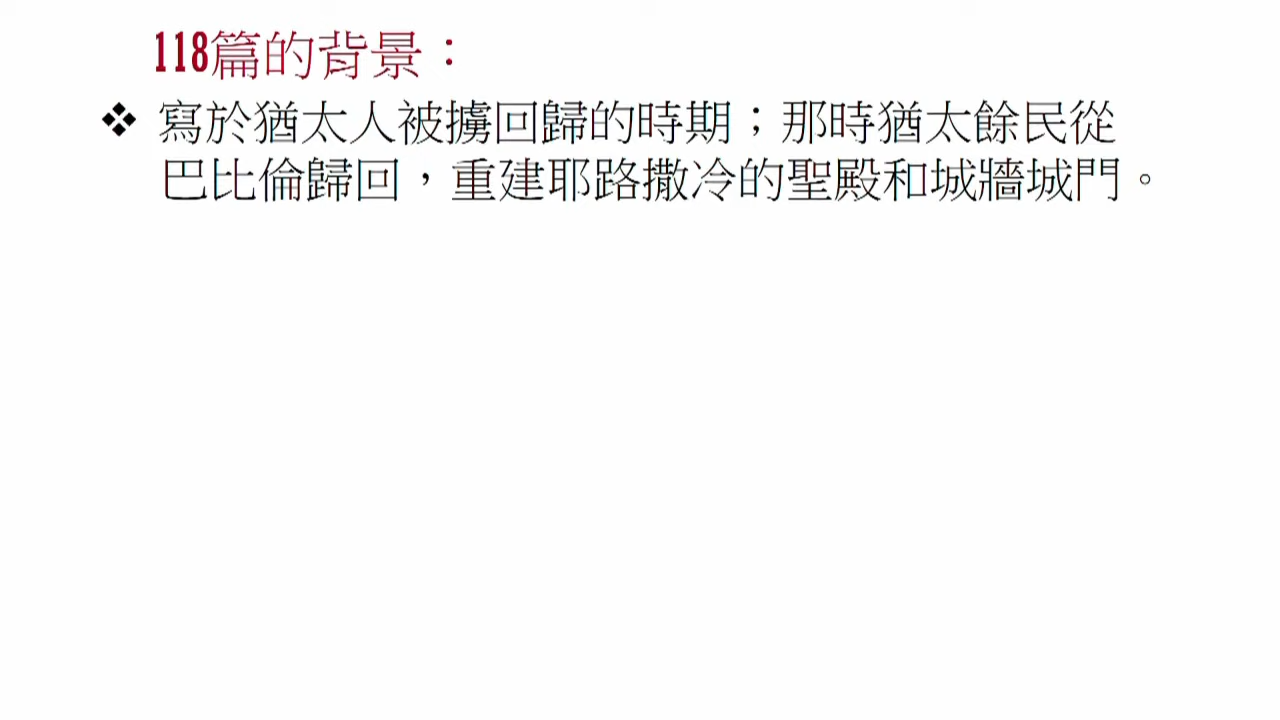 118篇的背景：
❖ 寫於猶太人被擄回歸的時期；那時猶太餘民從
巴比倫歸回，重建耶路撒冷的聖殿和城牆城門。